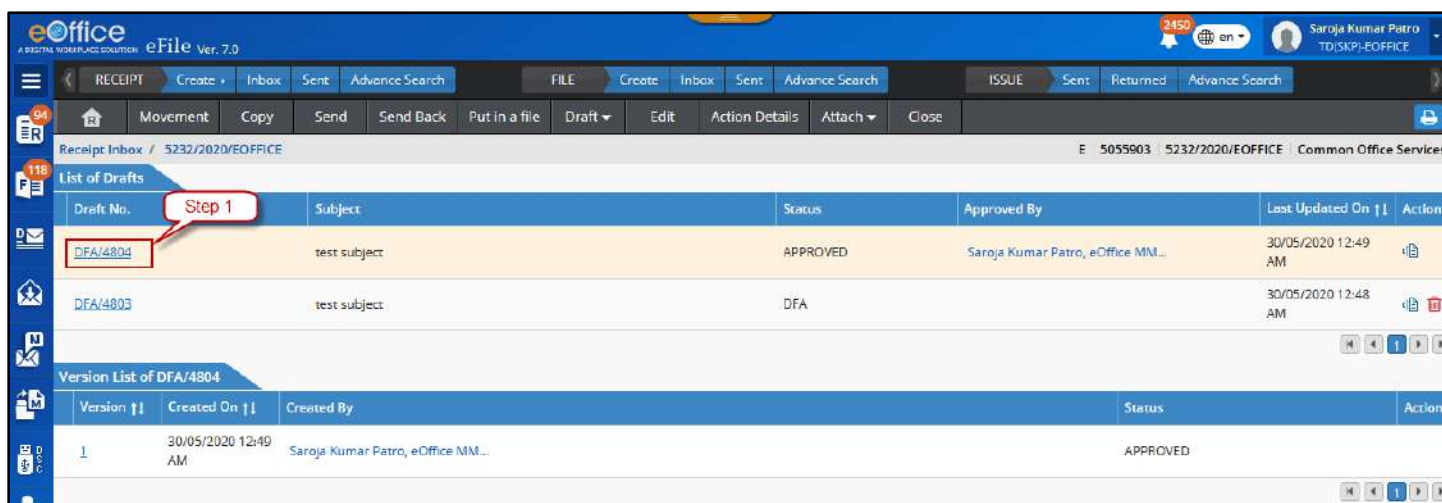 eOffice
A DIGITAL WORKPLACE SOLUTION eFile Ver. 7.0
2450 en Saroja Kumar Patro
TD(SKP)-EOFFICE
RECEIPT Create Inbox Sent Advance Search FILE Create Inbox Sent Advance Search ISSUE Sent Returned Advance Search
94 R Movement Copy Send Send Back Put in a file Draft Edit Action Details Attach Close
Receipt Inbox / 5232/2020/EOFFICE E 5055903 5232/2020/EOFFICE Common Office Services
118 F List of Drafts
Draft No. Step 1 Subject Status Approved By Last Updated On Action
DFA/4804 test subject APPROVED Saroja Kumar Patro, eOffice MM... 30/05/2020 12:49
AM
DFA/4803 test subject DFA 30/05/2020 12:48
AM
1
Version List of DFA/4804
Version Created On Created By Status Action
1 30/05/2020 12:49
AM Saroja Kumar Patro, eOffice MM... APPROVED
1
D
N
M
DSC